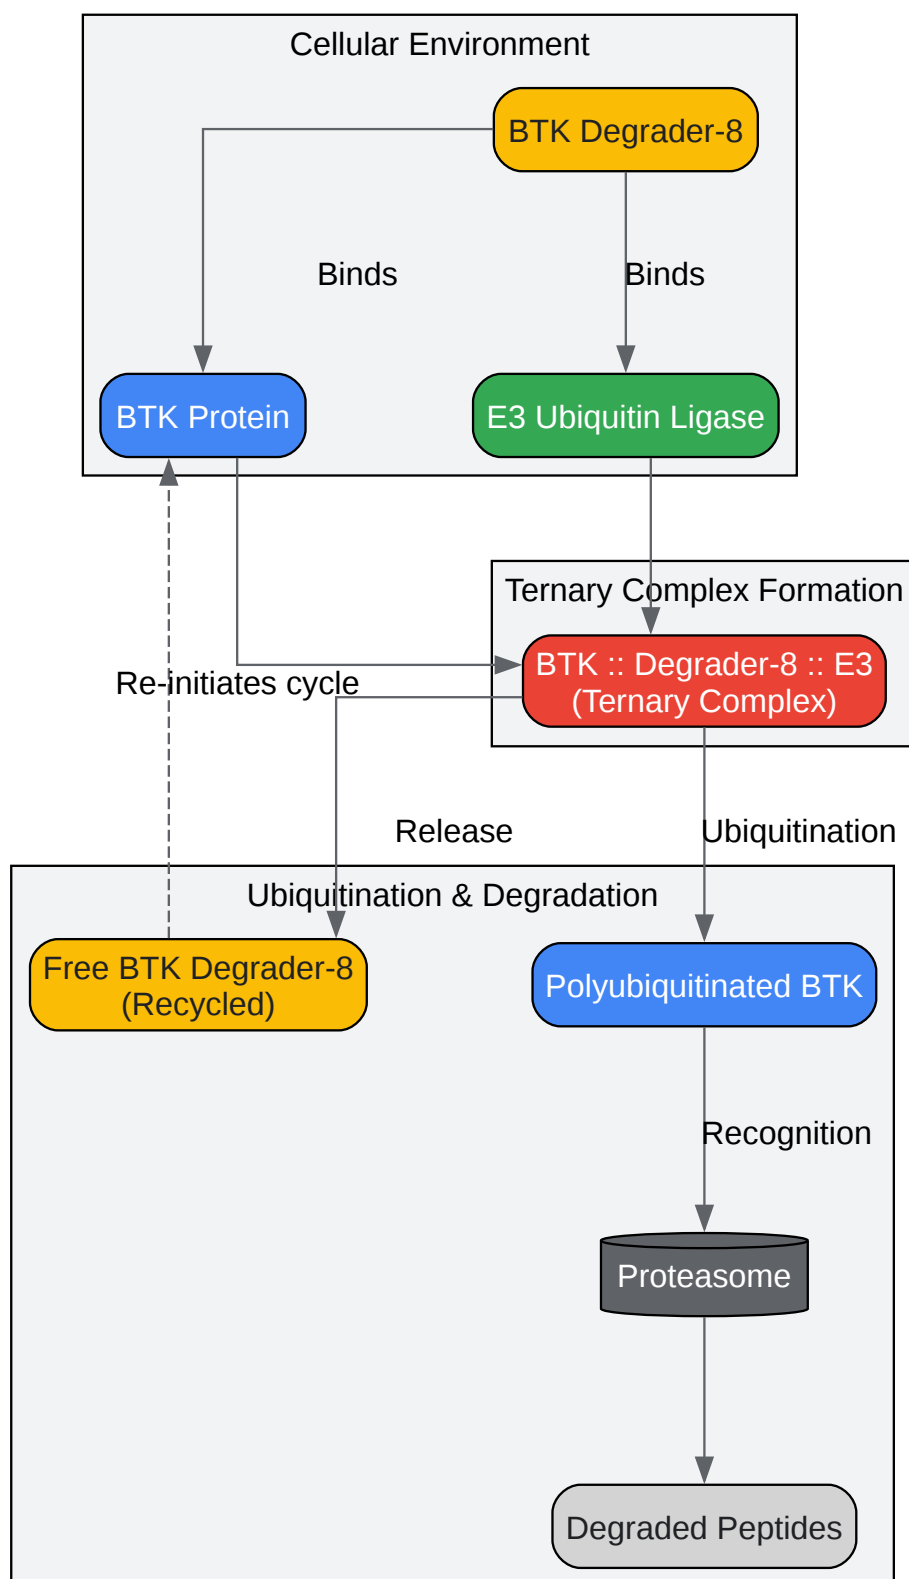 Cellular Environment
BTK Degrader-8
Binds
Binds
BTK Protein
E3 Ubiquitin Ligase
Ternary Complex Formation
BTK :: Degrader-8 :: E3
(Ternary Complex)
Re-initiates cycle
Release
Ubiquitination
Ubiquitination & Degradation
Free BTK Degrader-8
(Recycled)
Polyubiquitinated BTK
Recognition
Proteasome
Degraded Peptides